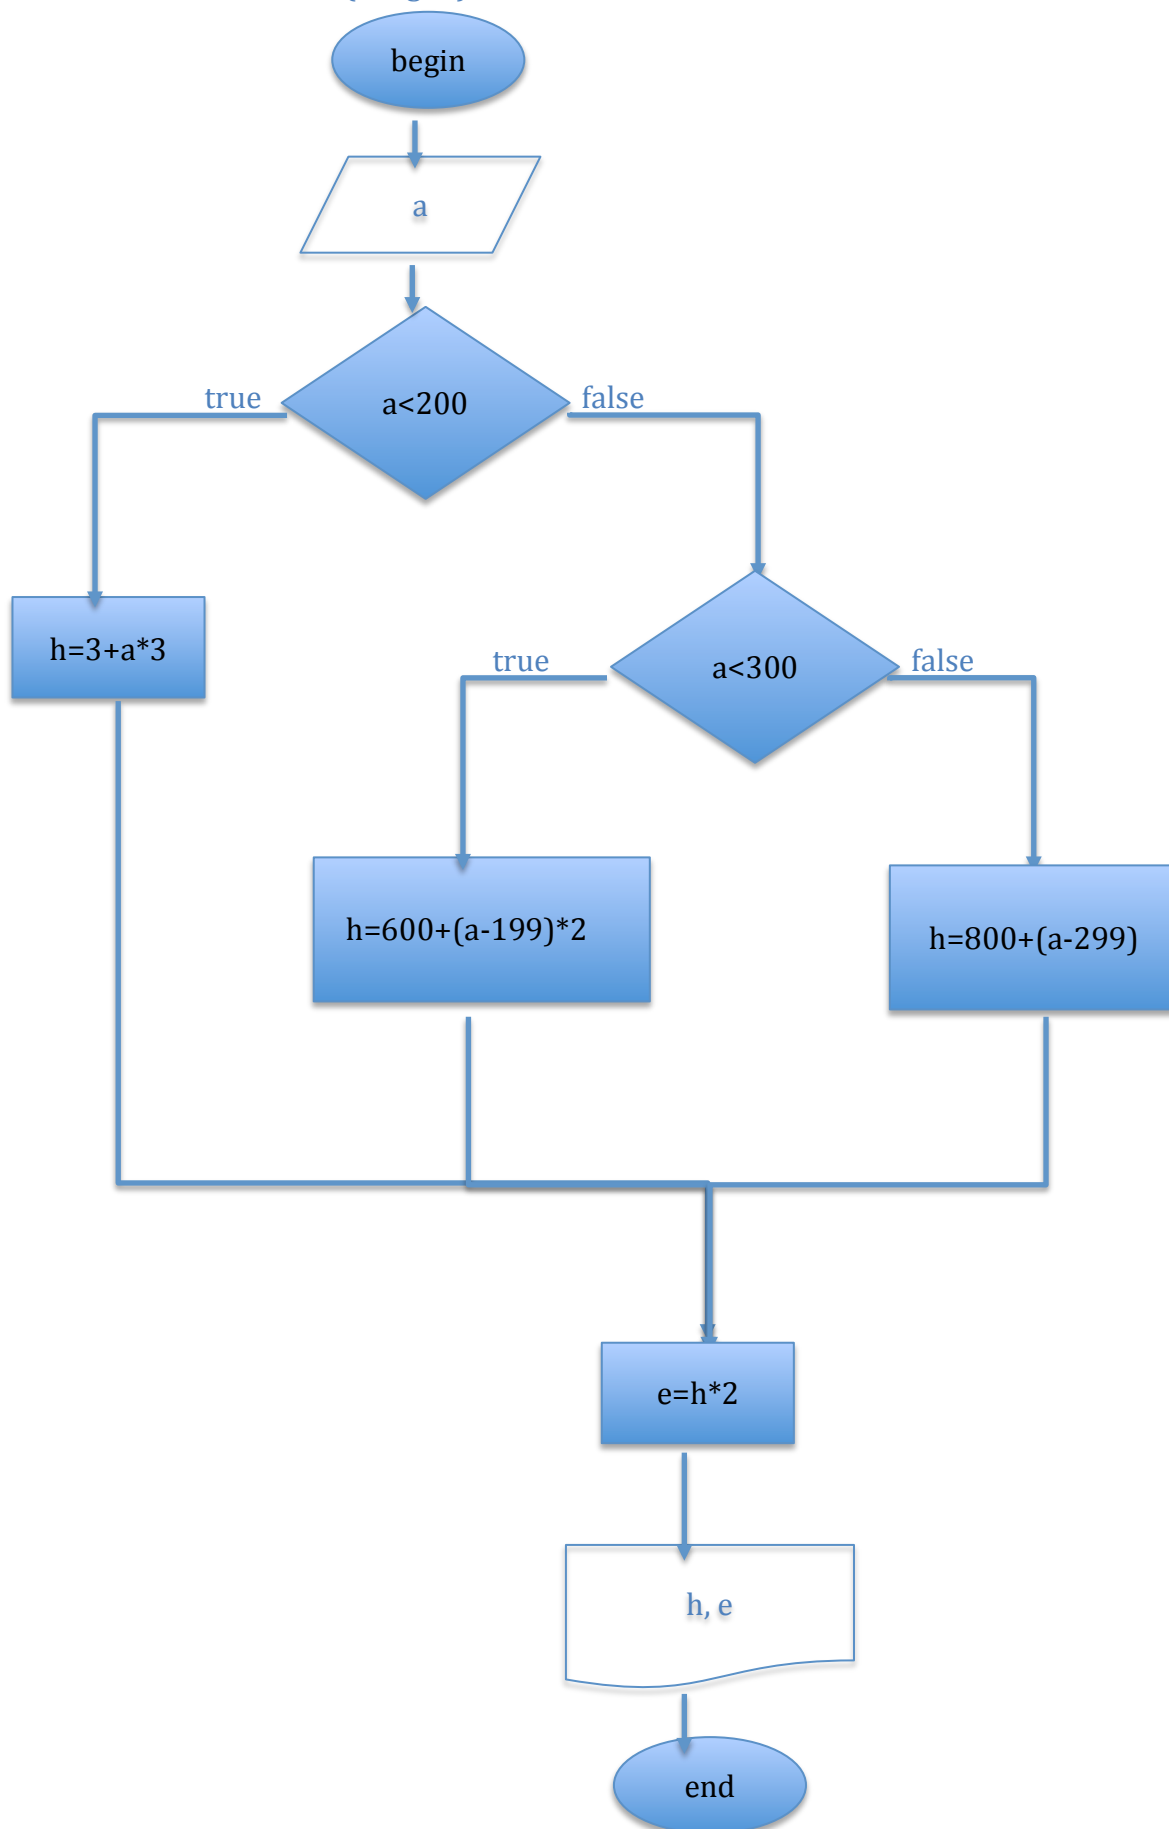 begin
a
a<200
true
false
h=3+a*3
a<300
true
false
h=600+(a-199)*2
h=800+(a-299)
e=h*2
h, e
end